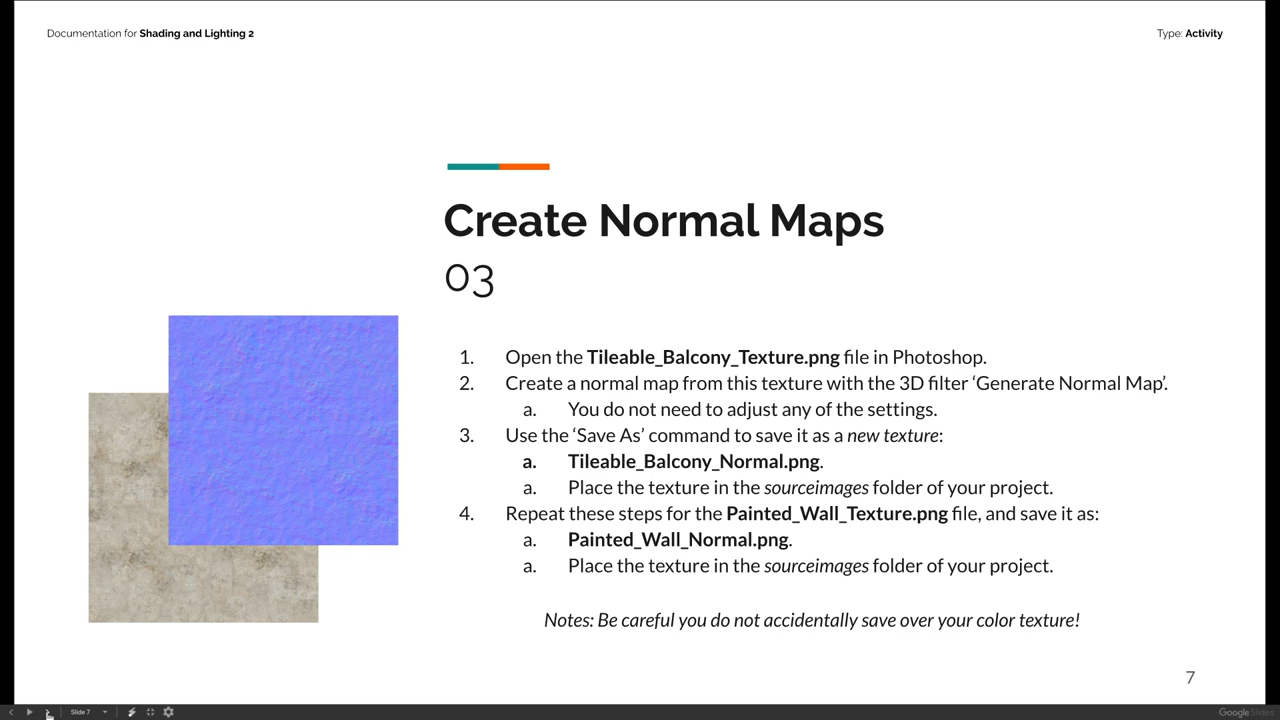 Documentation for Shading and Lighting 2
Type: Activity
Create Normal Maps
03
1. Open the Tileable_Balcony_Texture.png file in Photoshop.
2. Create a normal map from this texture with the 3D filter ‘Generate Normal Map’.
a. You do not need to adjust any of the settings.
3. Use the ‘Save As’ command to save it as a new texture:
a. Tileable_Balcony_Normal.png.
a. Place the texture in the sourceimages folder of your project.
4. Repeat these steps for the Painted_Wall_Texture.png file, and save it as:
a. Painted_Wall_Normal.png.
a. Place the texture in the sourceimages folder of your project.
Notes: Be careful you do not accidentally save over your color texture!
7
Slide 7
Google Slides